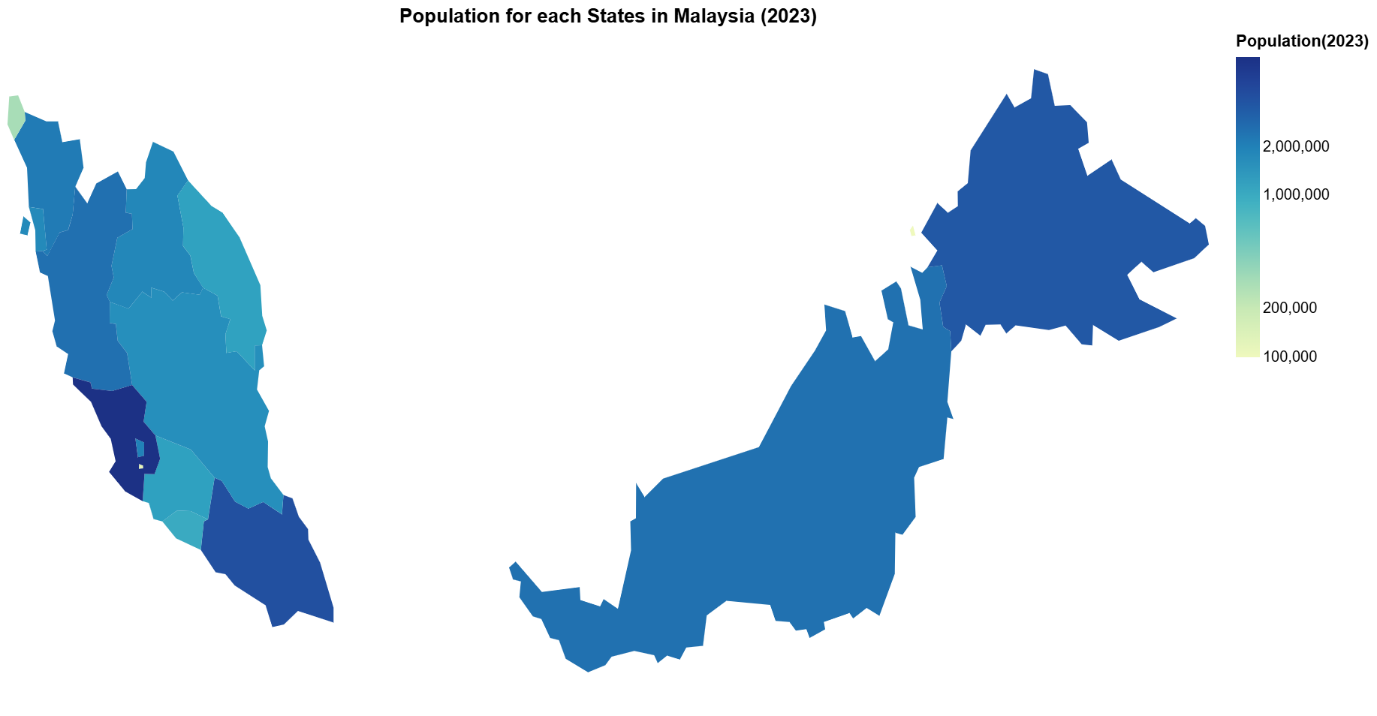 Population for each States in Malaysia (2023)
Population(2023)
2,000,000
1,000,000
200,000
100,000